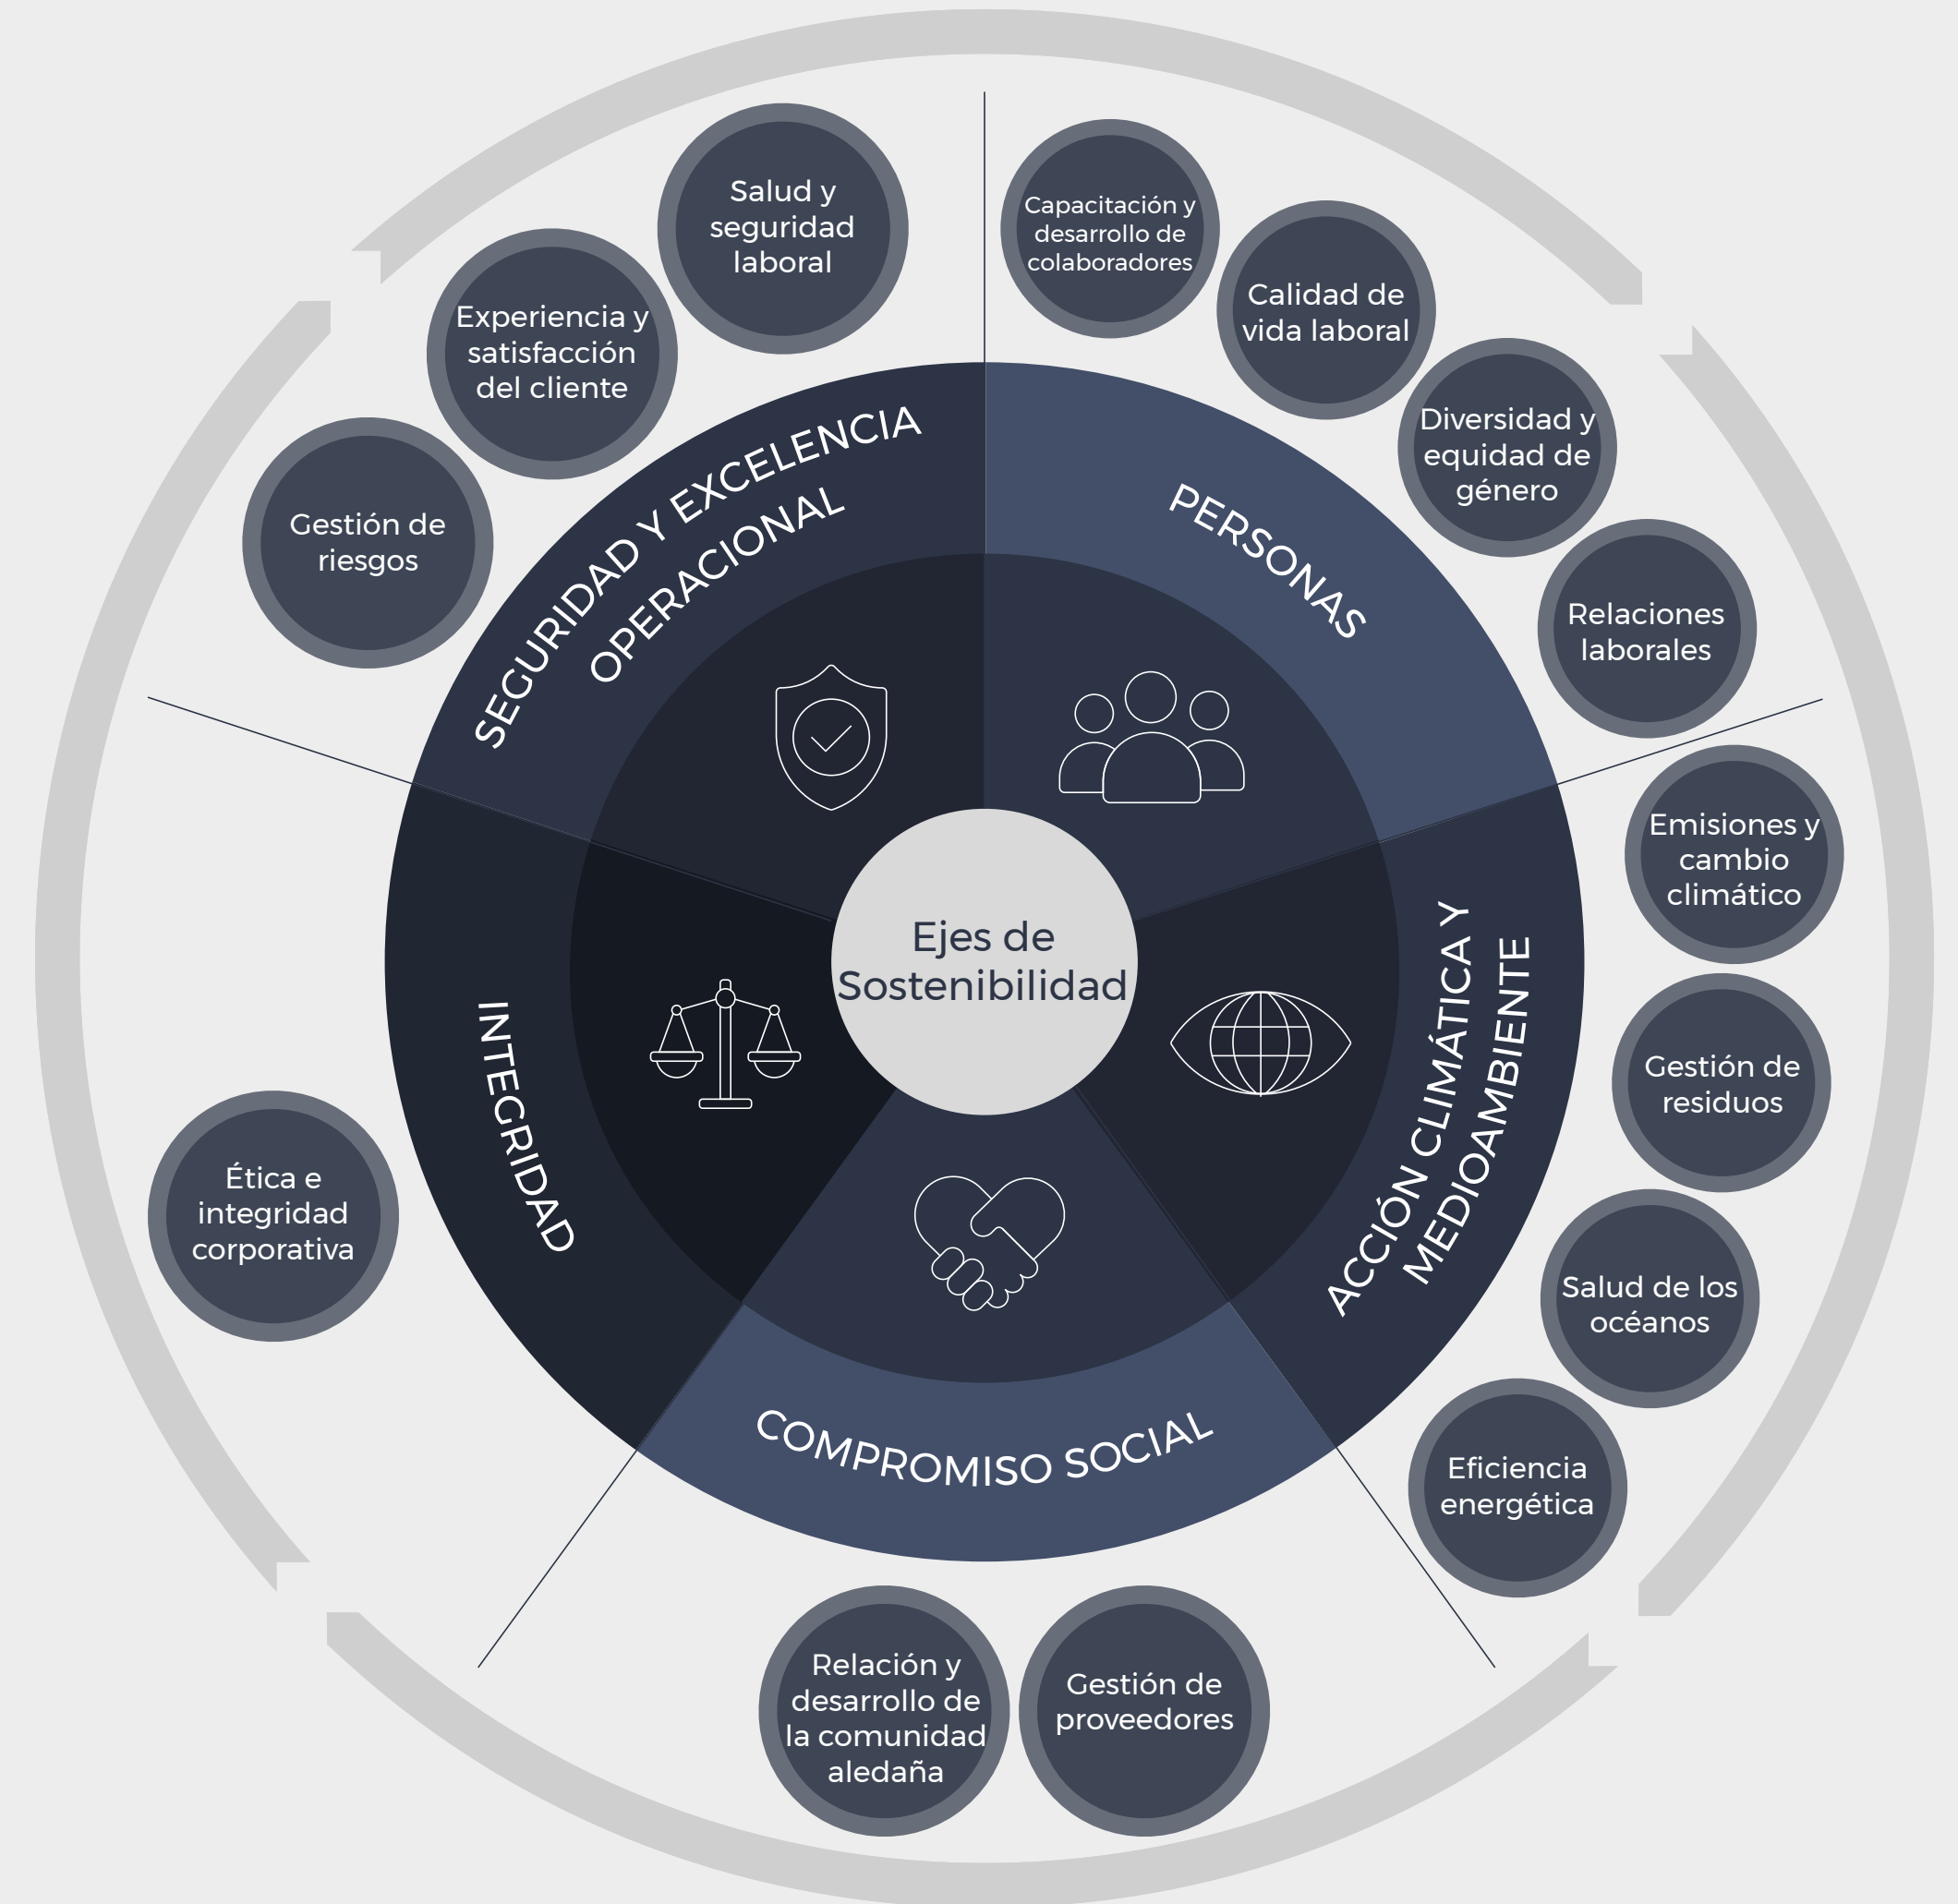 Ejes de
Sostenibilidad
PERSONAS
Capacitación y
desarrollo de
colaboradores
Calidad de
vida laboral
Diversidad y
equidad de
género
Relaciones
laborales
ACCIÓN CLIMÁTICA Y
MEDIOAMBIENTE
Emisiones y
cambio
climático
Gestión de
residuos
Salud de los
océanos
Eficiencia
energética
COMPROMISO SOCIAL
Gestión de
proveedores
Relación y
desarrollo de
la comunidad
aledaña
INTEGRIDAD
Ética e
integridad
corporativa
SEGURIDAD Y EXCELENCIA
OPERACIONAL
Gestión de
riesgos
Experiencia y
satisfacción
del cliente
Salud y
seguridad
laboral